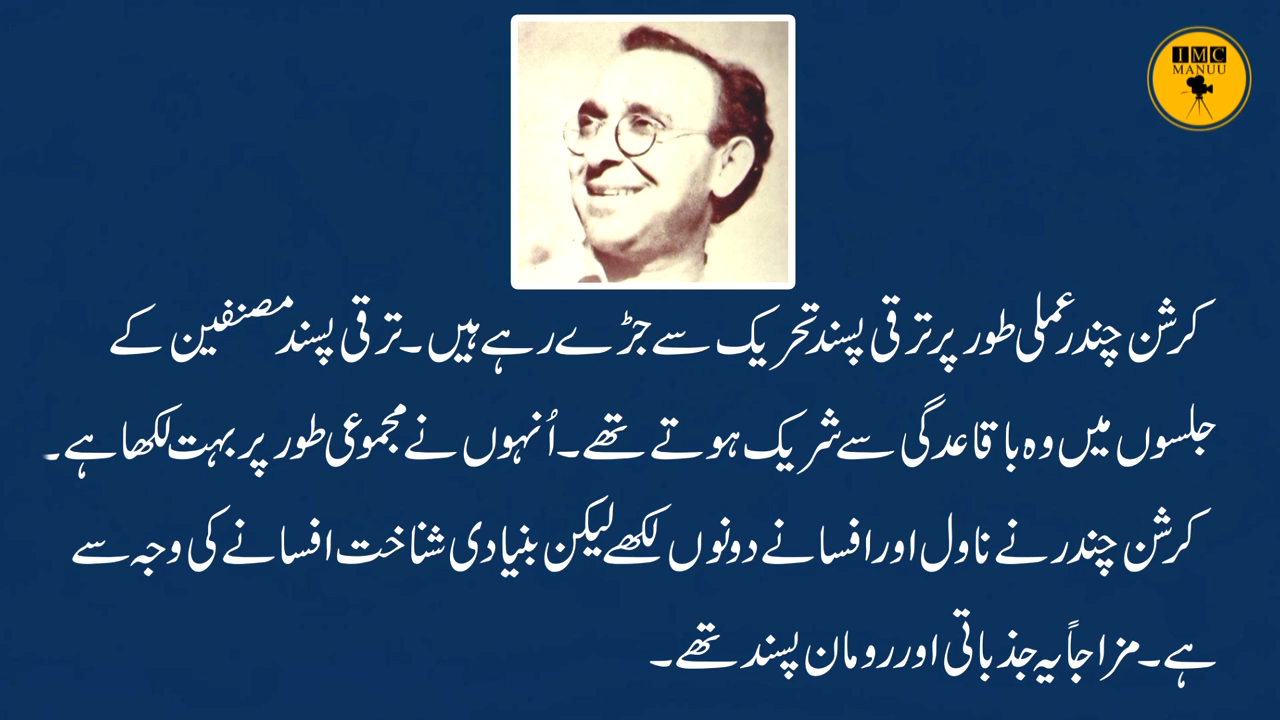 IMC
MANUU
کرشن چندر عملی طور پر ترقی پسند تحریک سے جڑے رہے ہیں۔ ترقی پسند مصنفین کے
جلسوں میں وہ باقاعدگی سے شریک ہوتے تھے۔ اُنہوں نے مجموعی طور پر بہت لکھا ہے۔
کرشن چندر نے ناول اور افسانے دونوں لکھے لیکن بنیادی شناخت افسانے کی وجہ سے
ہے۔ مزاجاً یہ جذباتی اور رومان پسند تھے۔